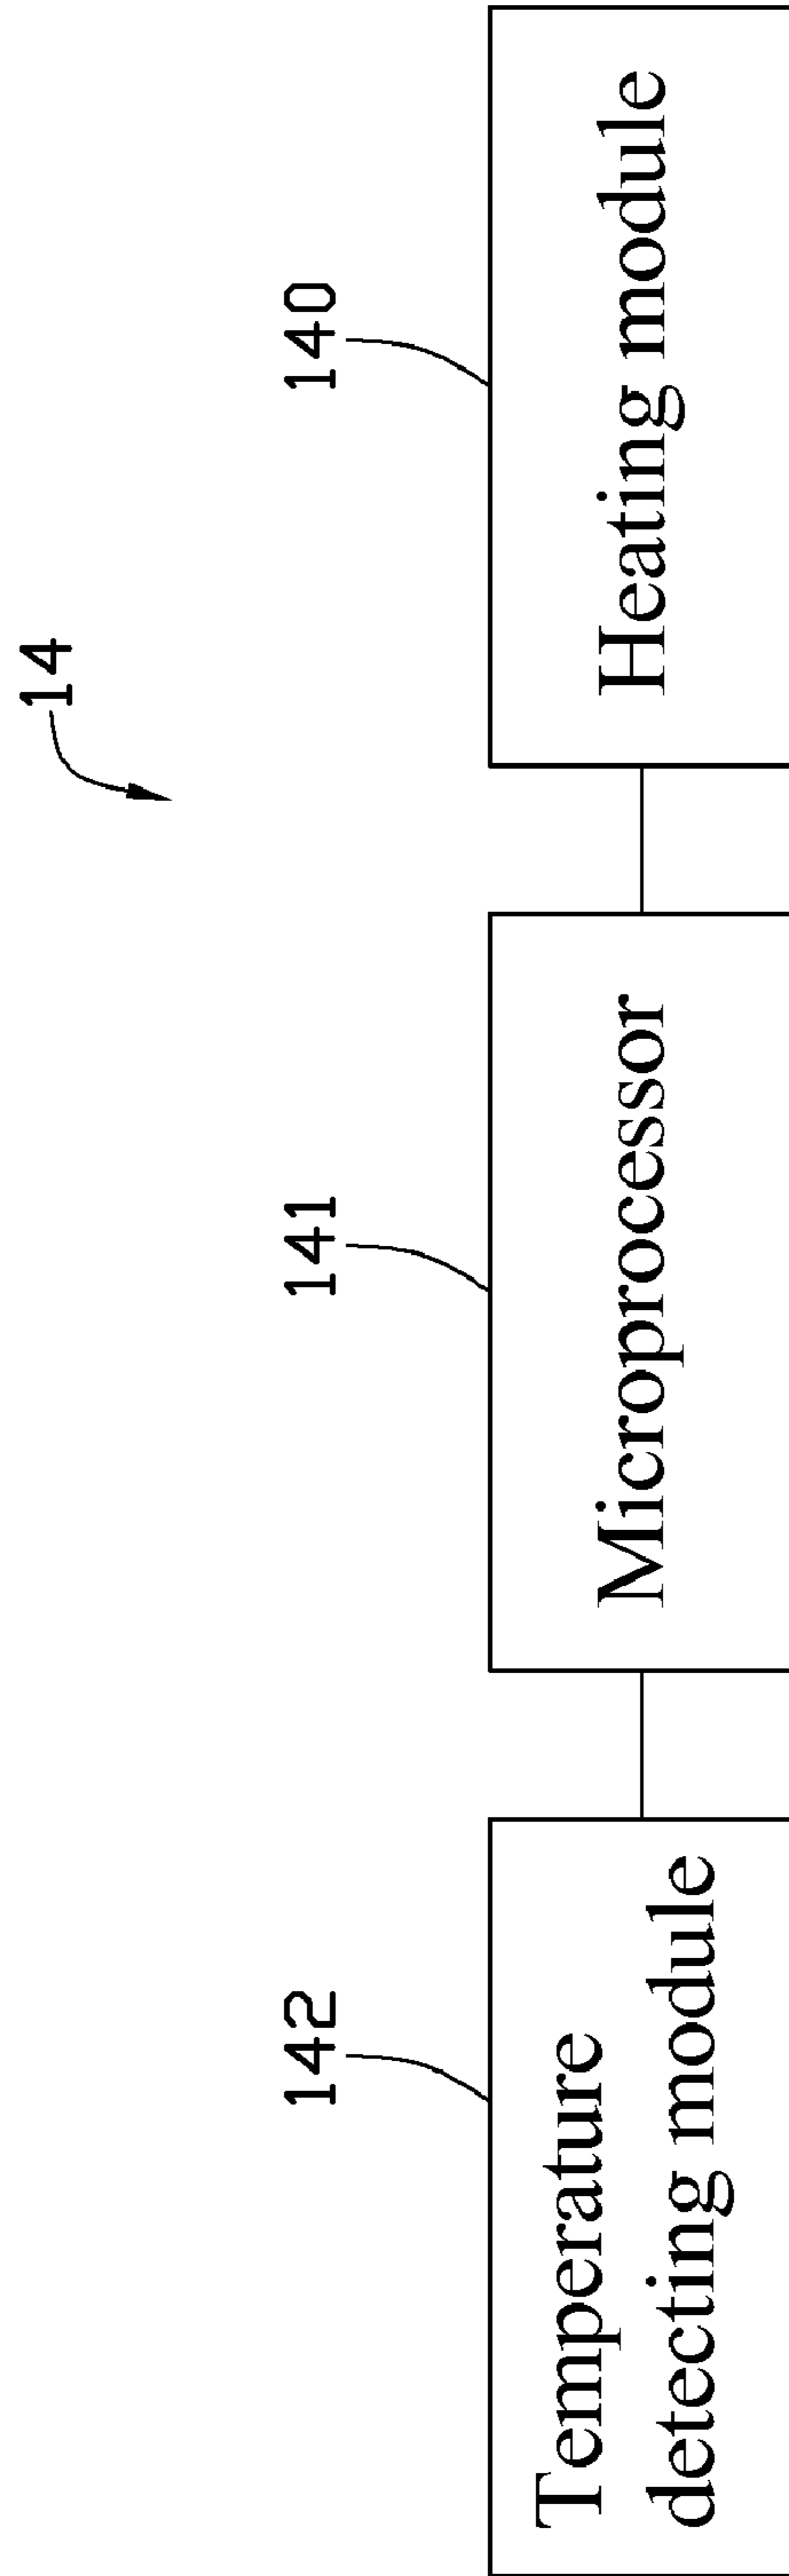 14
142
141
140
Temperature
detecting module
Microprocessor
Heating module